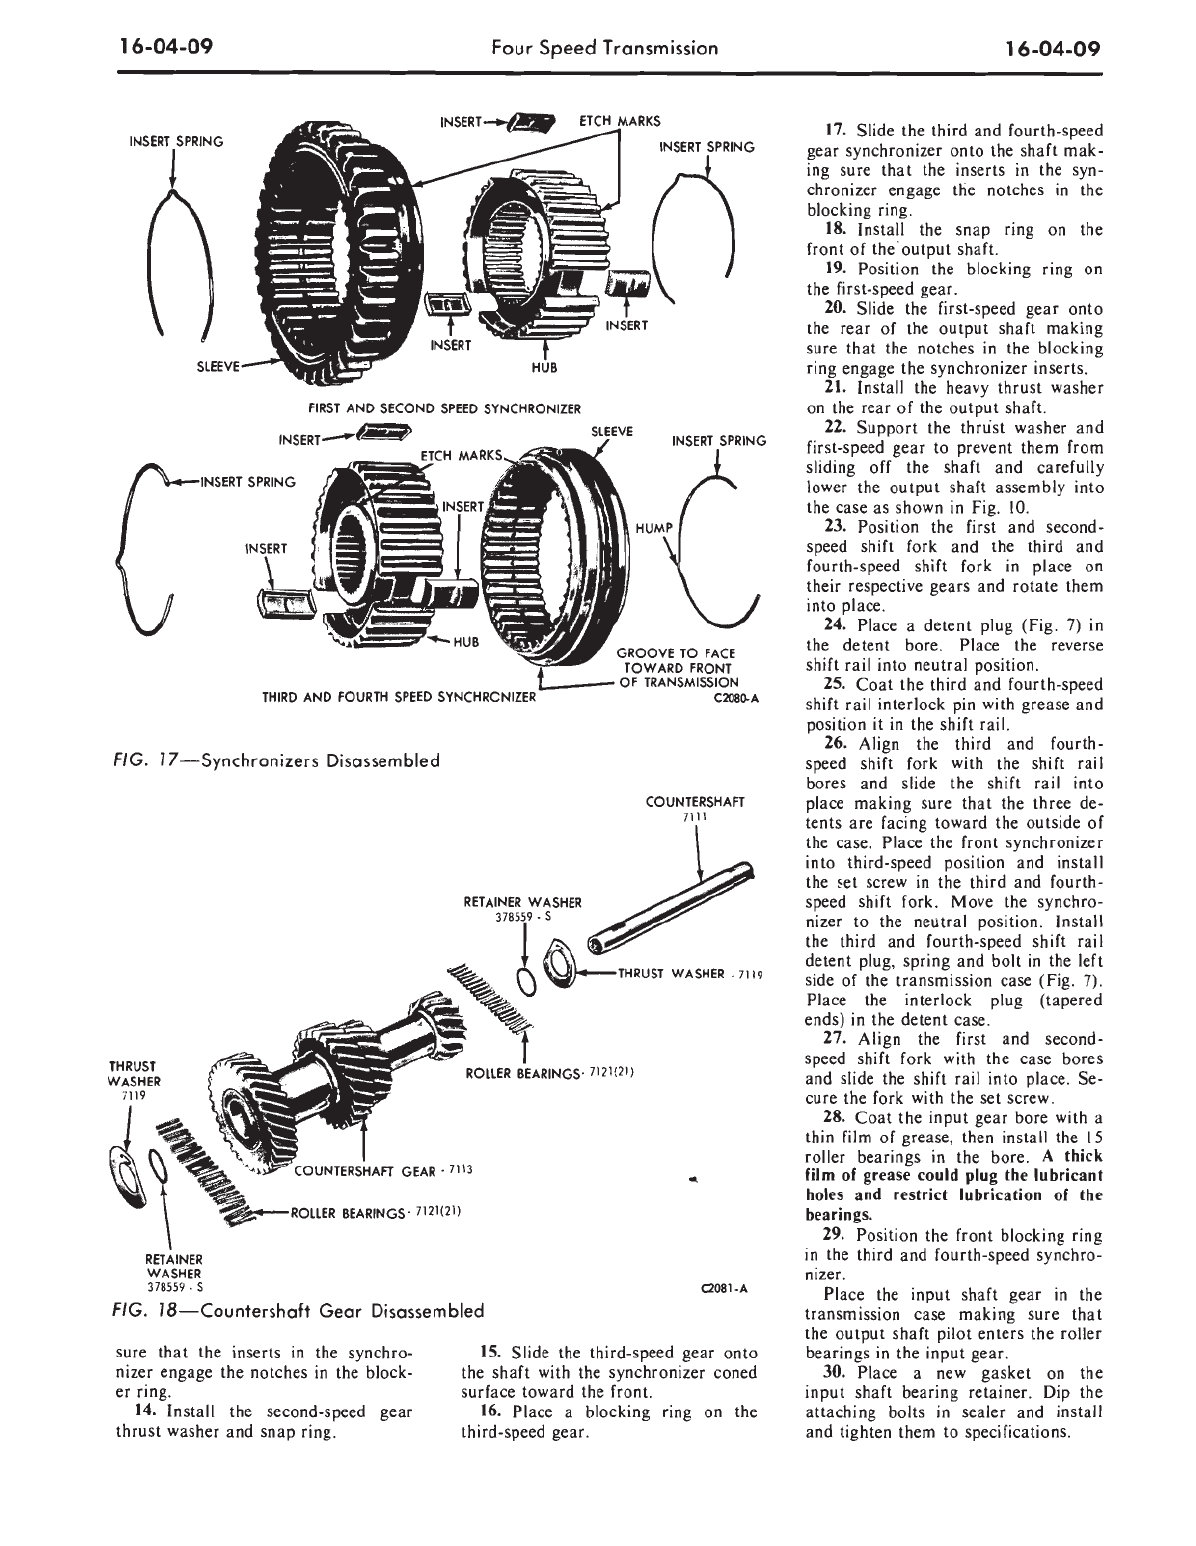 16-04-09
Four Speed Transmission
16-04-09
INSERT SPRING
INSERT
ETCH MARKS
INSERT SPRING
INSERT
INSERT
SLEEVE
HUB
FIRST AND SECOND SPEED SYNCHRONIZER
INSERT
SLEEVE
INSERT SPRING
ETCH MARKS
INSERT SPRING
INSERT
HUMP
INSERT
HUB
GROOVE TO FACE
TOWARD FRONT
OF TRANSMISSION
THIRD AND FOURTH SPEED SYNCHRCNIZER
C2080-A
FIG. 17—Synchronizers Disassembled
COUNTERSHAFT
7111
RETAINER WASHER
378559 - S
THRUST WASHER - 7119
ROLLER BEARINGS- 7121(21)
THRUST
WASHER
7119
COUNTERSHAFT GEAR - 7113
ROLLER BEARINGS- 7121(21)
RETAINER
WASHER
378559 - S
C2081-A
FIG. 18—Countershaft Gear Disassembled
sure that the inserts in the synchro-
nizer engage the notches in the block-
er ring.
14. Install the second-speed gear
thrust washer and snap ring.
15. Slide the third-speed gear onto
the shaft with the synchronizer coned
surface toward the front.
16. Place a blocking ring on the
third-speed gear.
17. Slide the third and fourth-speed
gear synchronizer onto the shaft mak-
ing sure that the inserts in the syn-
chronizer engage the notches in the
blocking ring.
18. Install the snap ring on the
front of the output shaft.
19. Position the blocking ring on
the first-speed gear.
20. Slide the first-speed gear onto
the rear of the output shaft making
sure that the notches in the blocking
ring engage the synchronizer inserts.
21. Install the heavy thrust washer
on the rear of the output shaft.
22. Support the thrust washer and
first-speed gear to prevent them from
sliding off the shaft and carefully
lower the output shaft assembly into
the case as shown in Fig. 10.
23. Position the first and second-
speed shift fork and the third and
fourth-speed shift fork in place on
their respective gears and rotate them
into place.
24. Place a detent plug (Fig. 7) in
the detent bore. Place the reverse
shift rail into neutral position.
25. Coat the third and fourth-speed
shift rail interlock pin with grease and
position it in the shift rail.
26. Align the third and fourth-
speed shift fork with the shift rail
bores and slide the shift rail into
place making sure that the three de-
tents are facing toward the outside of
the case. Place the front synchronizer
into third-speed position and install
the set screw in the third and fourth-
speed shift fork. Move the synchro-
nizer to the neutral position. Install
the third and fourth-speed shift rail
detent plug, spring and bolt in the left
side of the transmission case (Fig. 7).
Place the interlock plug (tapered
ends) in the detent case.
27. Align the first and second-
speed shift fork with the case bores
and slide the shift rail into place. Se-
cure the fork with the set screw.
28. Coat the input gear bore with a
thin film of grease, then install the 15
roller bearings in the bore. A thick
film of grease could plug the lubricant
holes and restrict lubrication of the
bearings.
29. Position the front blocking ring
in the third and fourth-speed synchro-
nizer.
Place the input shaft gear in the
transmission case making sure that
the output shaft pilot enters the roller
bearings in the input gear.
30. Place a new gasket on the
input shaft bearing retainer. Dip the
attaching bolts in sealer and install
and tighten them to specifications.